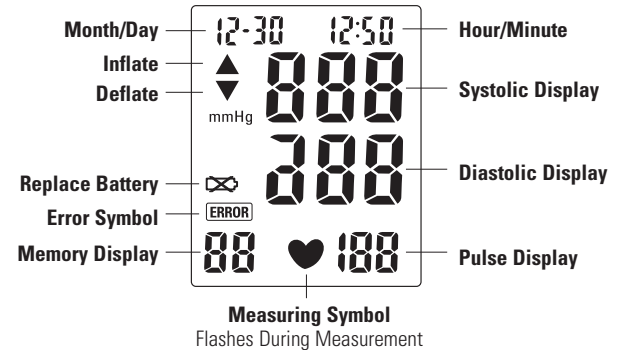 Month/Day
12-30
12:50
Hour/Minute
Inflate
Deflate
888
Systolic Display
mmHg
288
Diastolic Display
Replace Battery
Error Symbol
ERROR
Memory Display
88
188
Pulse Display
Measuring Symbol
Flashes During Measurement